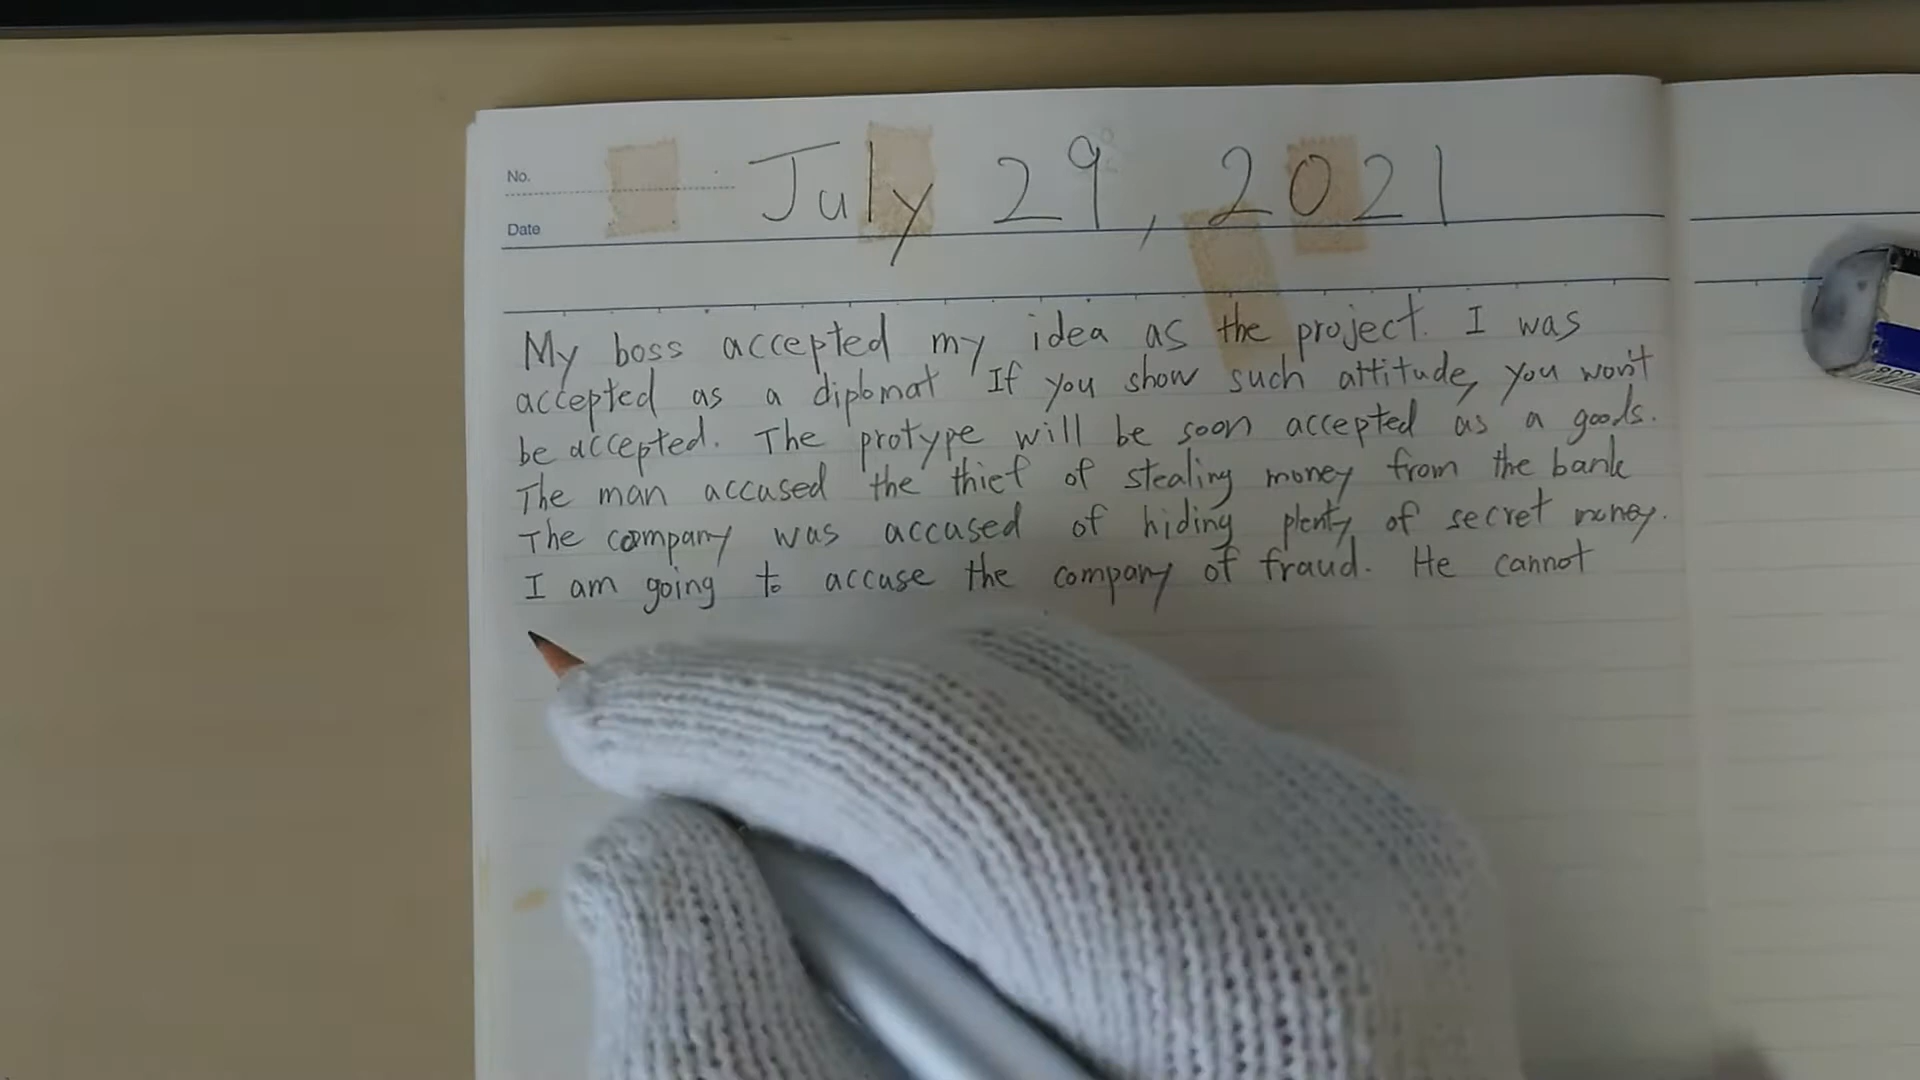 No.
Date
July 29, 2021
My boss accepted my idea as the project. I was
accepted as a diplomat If you show such attitude, you won't
be accepted. The protype will be soon accepted as a goods.
The man accused the thief of stealing money from the bank
The company was accused of hiding plenty of secret money.
I am going to accuse the company of fraud. He cannot